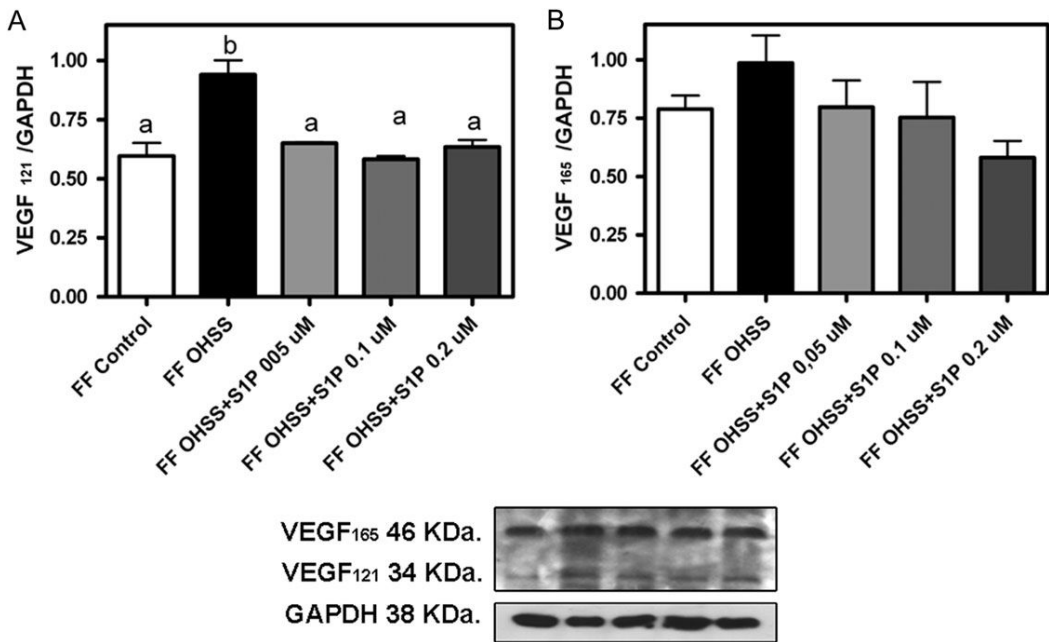 A
VEGF 121 /GAPDH
1.00
0.75
0.50
0.25
0.00
a
b
a
a
a
FF Control
FF OHSS
FF OHSS+S1P 005 uM
FF OHSS+S1P 0.1 uM
FF OHSS+S1P 0.2 uM
B
VEGF 165 /GAPDH
1.00
0.75
0.50
0.25
0.00
FF Control
FF OHSS
FF OHSS+S1P 0,05 uM
FF OHSS+S1P 0.1 uM
FF OHSS+S1P 0.2 uM
VEGF165 46 KDa.
VEGF121 34 KDa.
GAPDH 38 KDa.